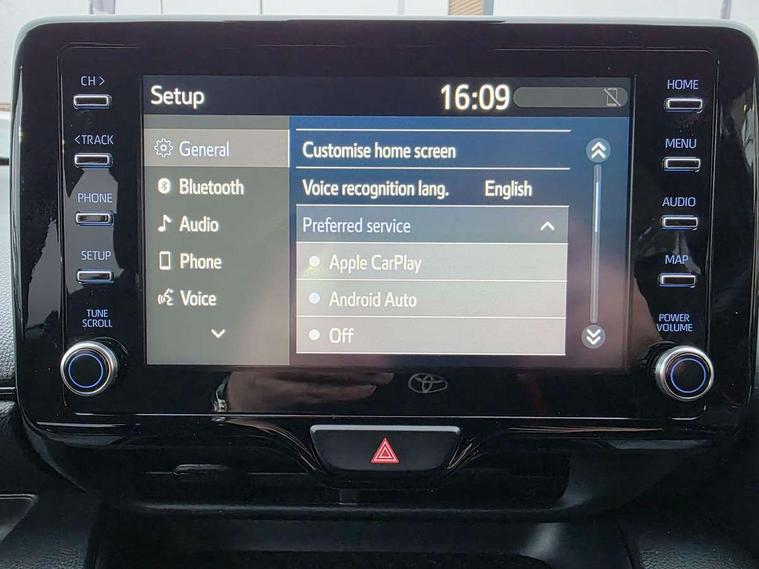 CH >
< TRACK
PHONE
SETUP
TUNE
SCROLL
Setup
16:09
General
Bluetooth
Audio
Phone
Voice
Customise home screen
Voice recognition lang. English
Preferred service
Apple CarPlay
Android Auto
Off
HOME
MENU
AUDIO
MAP
POWER
VOLUME